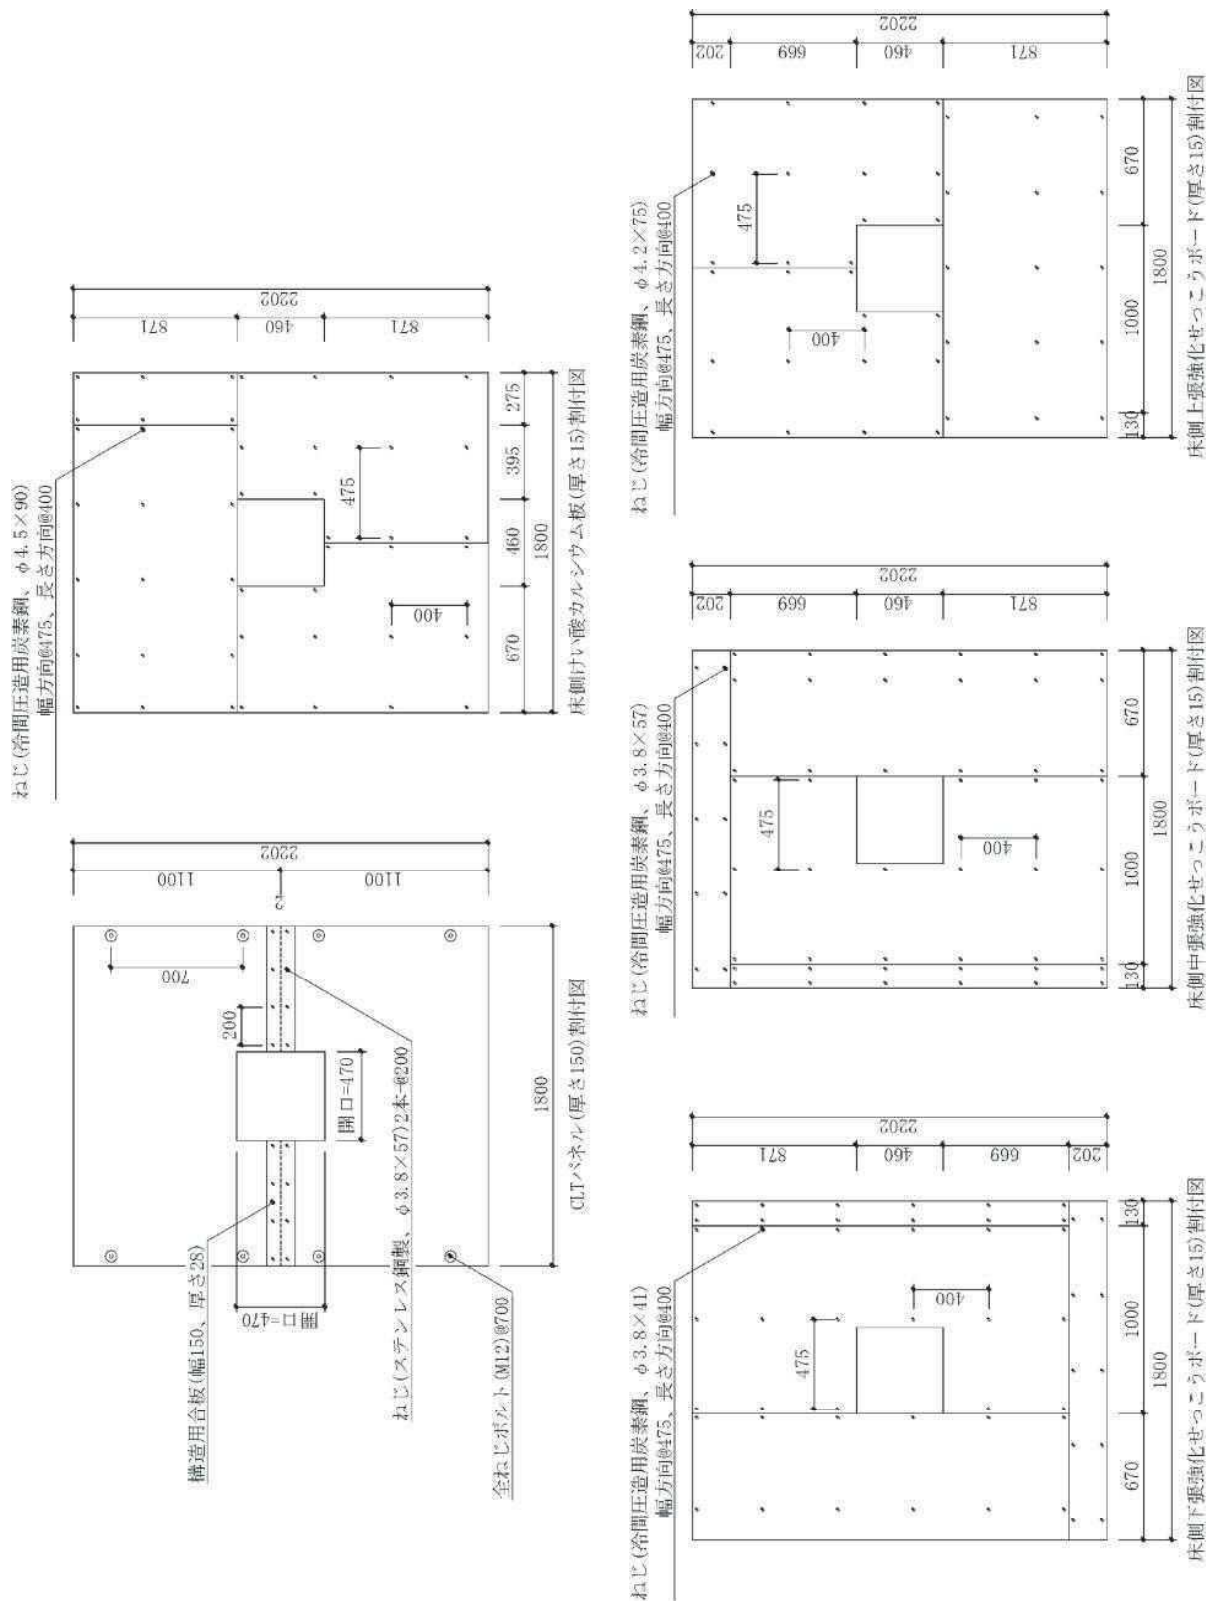 構造用合板(幅150、厚さ28)
1100
1100
2202
2
700
200
開口=470
開口=470
ねじ(ステンレス鋼製、φ3.8×57)2本-@200
全ねじボルト(M12)@700
1800
CLTパネル(厚さ150)割付図
ねじ(冷間圧造用炭素鋼、φ4.5×90)
幅方向@475、長さ方向@400
871
460
871
2202
475
400
670
460
395
275
1800
床側けい酸カルシウム板(厚さ15)割付図
ねじ(冷間圧造用炭素鋼、φ3.8×41)
幅方向@475、長さ方向@400
871
460
669
202
2202
475
400
670
1000
130
1800
床側下張強化せっこうボード(厚さ15)割付図
ねじ(冷間圧造用炭素鋼、φ3.8×57)
幅方向@475、長さ方向@400
202
669
460
871
2202
475
400
130
1000
670
1800
床側中張強化せっこうボード(厚さ15)割付図
ねじ(冷間圧造用炭素鋼、φ4.2×75)
幅方向@475、長さ方向@400
202
669
460
871
2202
475
400
130
1000
670
1800
床側上張強化せっこうボード(厚さ15)割付図